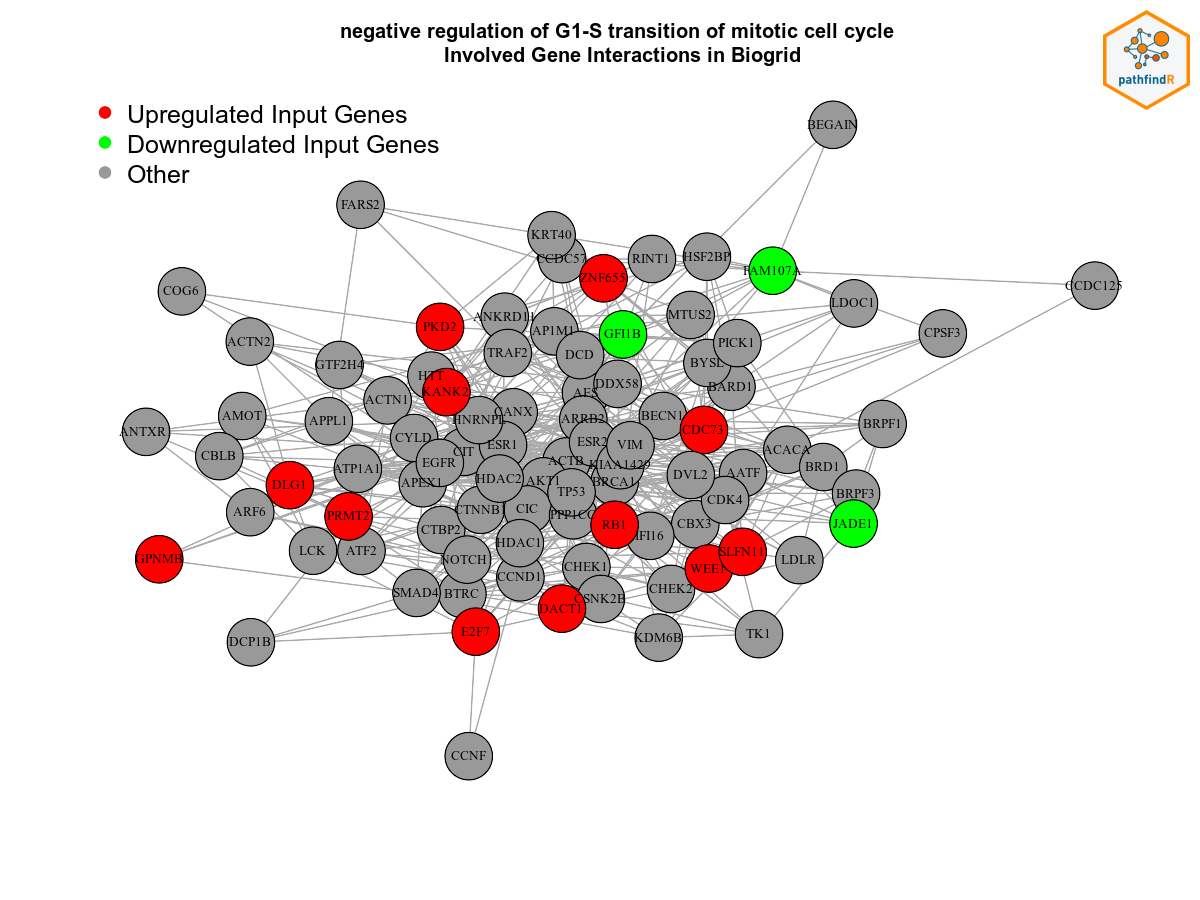 negative regulation of G1-S transition of mitotic cell cycle
Involved Gene Interactions in Biogrid
pathfindR
Upregulated Input Genes
Downregulated Input Genes
Other
BEGAIN
FARS2
KRT40
CCDC57
RINT1
HSF2BP
FAM107A
ZNF655
CCDC125
COG6
LDOC1
ANKRD11
MTUS2
PKD2
AP1M1
GFI1B
CPSF3
ACTN2
PICK1
TRAF2
DCD
GTF2H4
BYSL
HTT
DDX58
BARD1
KANK2
AES
ACTN1
CANX
AMOT
APPL1
HNRNPL
ARRB2
BECN1
BRPF1
ANTXR
CDC73
CYLD
ESR1
ESR2
VIM
ACACA
CBLB
CIT
ACTB
KIAA1429
EGFR
ATP1A1
BRD1
AATF
DVL2
HDAC2
AKT1
BRCA1
DLG1
APEX1
TP53
BRPF3
CDK4
ARF6
PRMT2
CTNNB1
CIC
PPP1CC
JADE1
RB1
CBX3
CTBP2
IFI16
HDAC1
LCK
ATF2
SLFN11
GPNMB
NOTCH
LDLR
CHEK1
WEE1
CCND1
SMAD4
BTRC
CHEK2
CSNK2B
DACT1
E2F7
KDM6B
TK1
DCP1B
CCNF